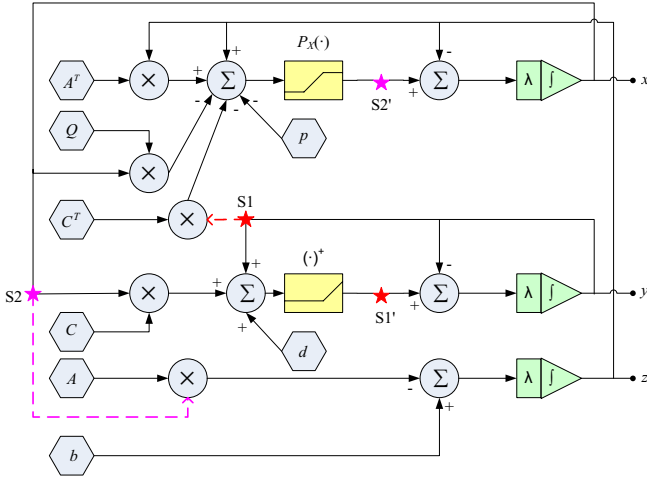 P_X(·)
+ -
A^T × + Σ S2' + Σ λ ∫ x
- - -
Q p
×
S1
C^T ×
+ (·)^+ -
S2 × + Σ S1' + Σ λ ∫ y
+
C d
A × - Σ λ ∫ z
+
b